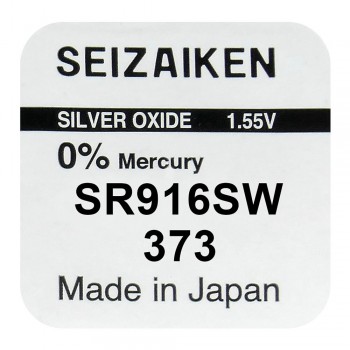 SEIZAIKEN
SILVER OXIDE 1.55V
0% Mercury
SR916SW
373
Made in Japan